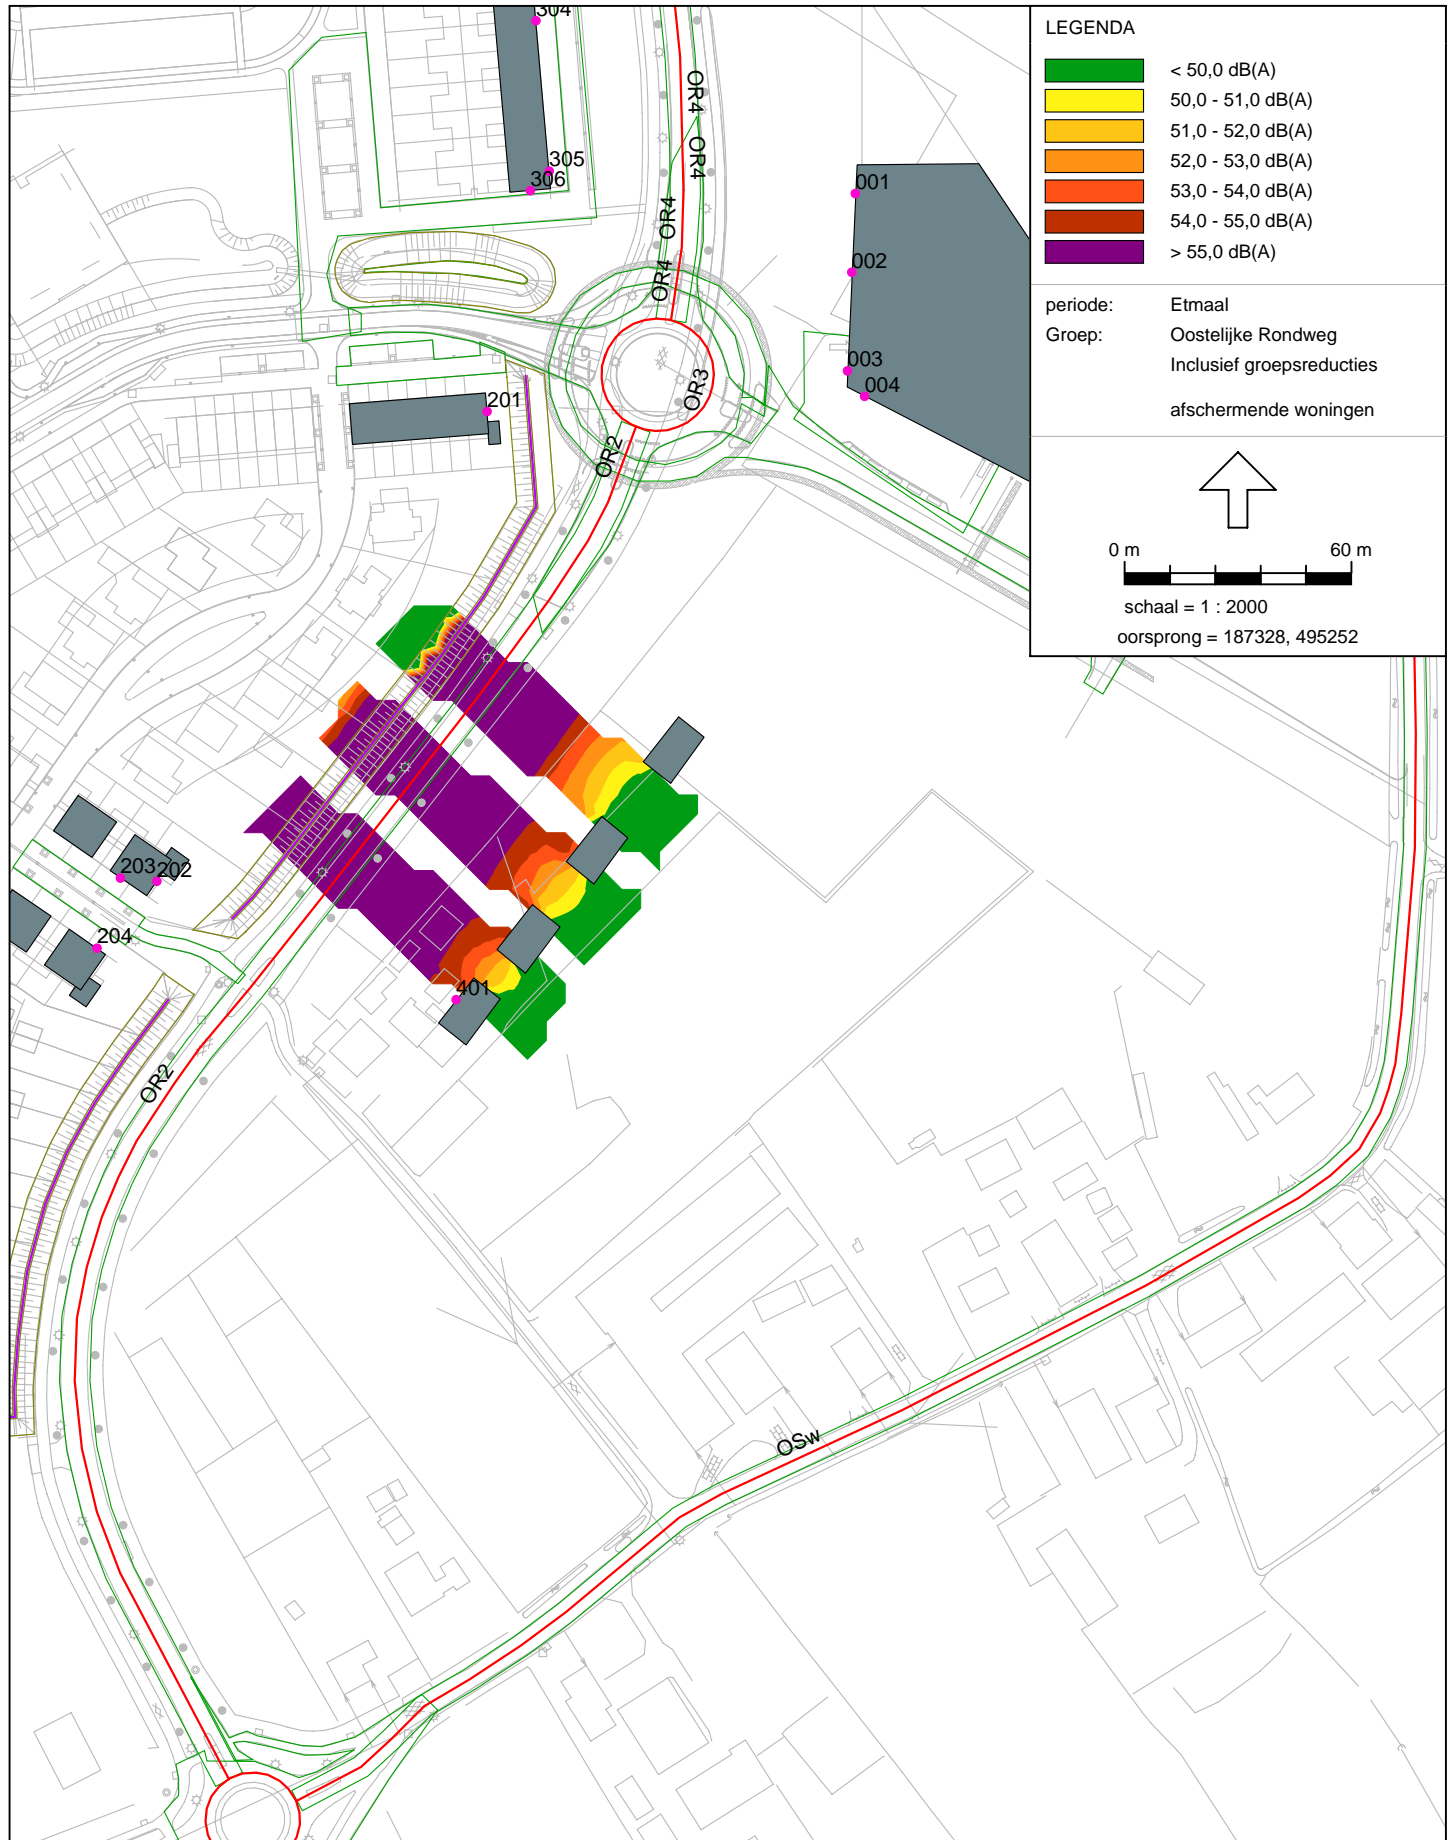 304
305
306
OR4
OR4
OR4
OR4
OR3
OR2
001
002
003
004
201
203
202
204
401
OR2
OSw
LEGENDA
< 50,0 dB(A)
50,0 - 51,0 dB(A)
51,0 - 52,0 dB(A)
52,0 - 53,0 dB(A)
53,0 - 54,0 dB(A)
54,0 - 55,0 dB(A)
> 55,0 dB(A)
periode: Etmaal
Groep: Oostelijke Rondweg
Inclusief groepsreducties
afschermende woningen
0 m 60 m
schaal = 1 : 2000
oorsprong = 187328, 495252